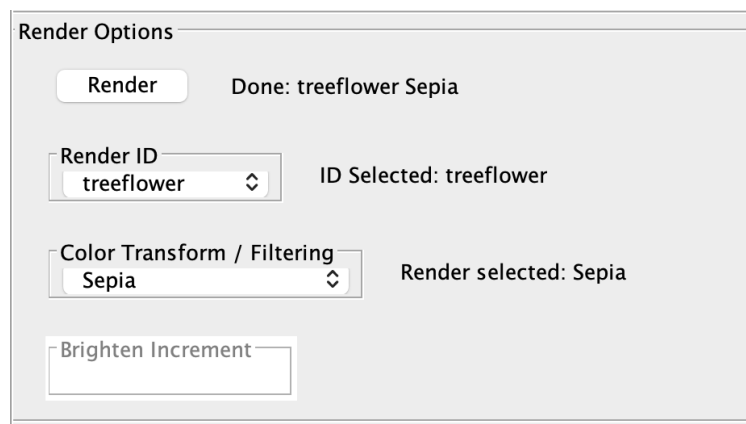 Render Options
Render Done: treeflower Sepia
Render ID
treeflower ID Selected: treeflower
Color Transform / Filtering
Sepia Render selected: Sepia
Brighten Increment